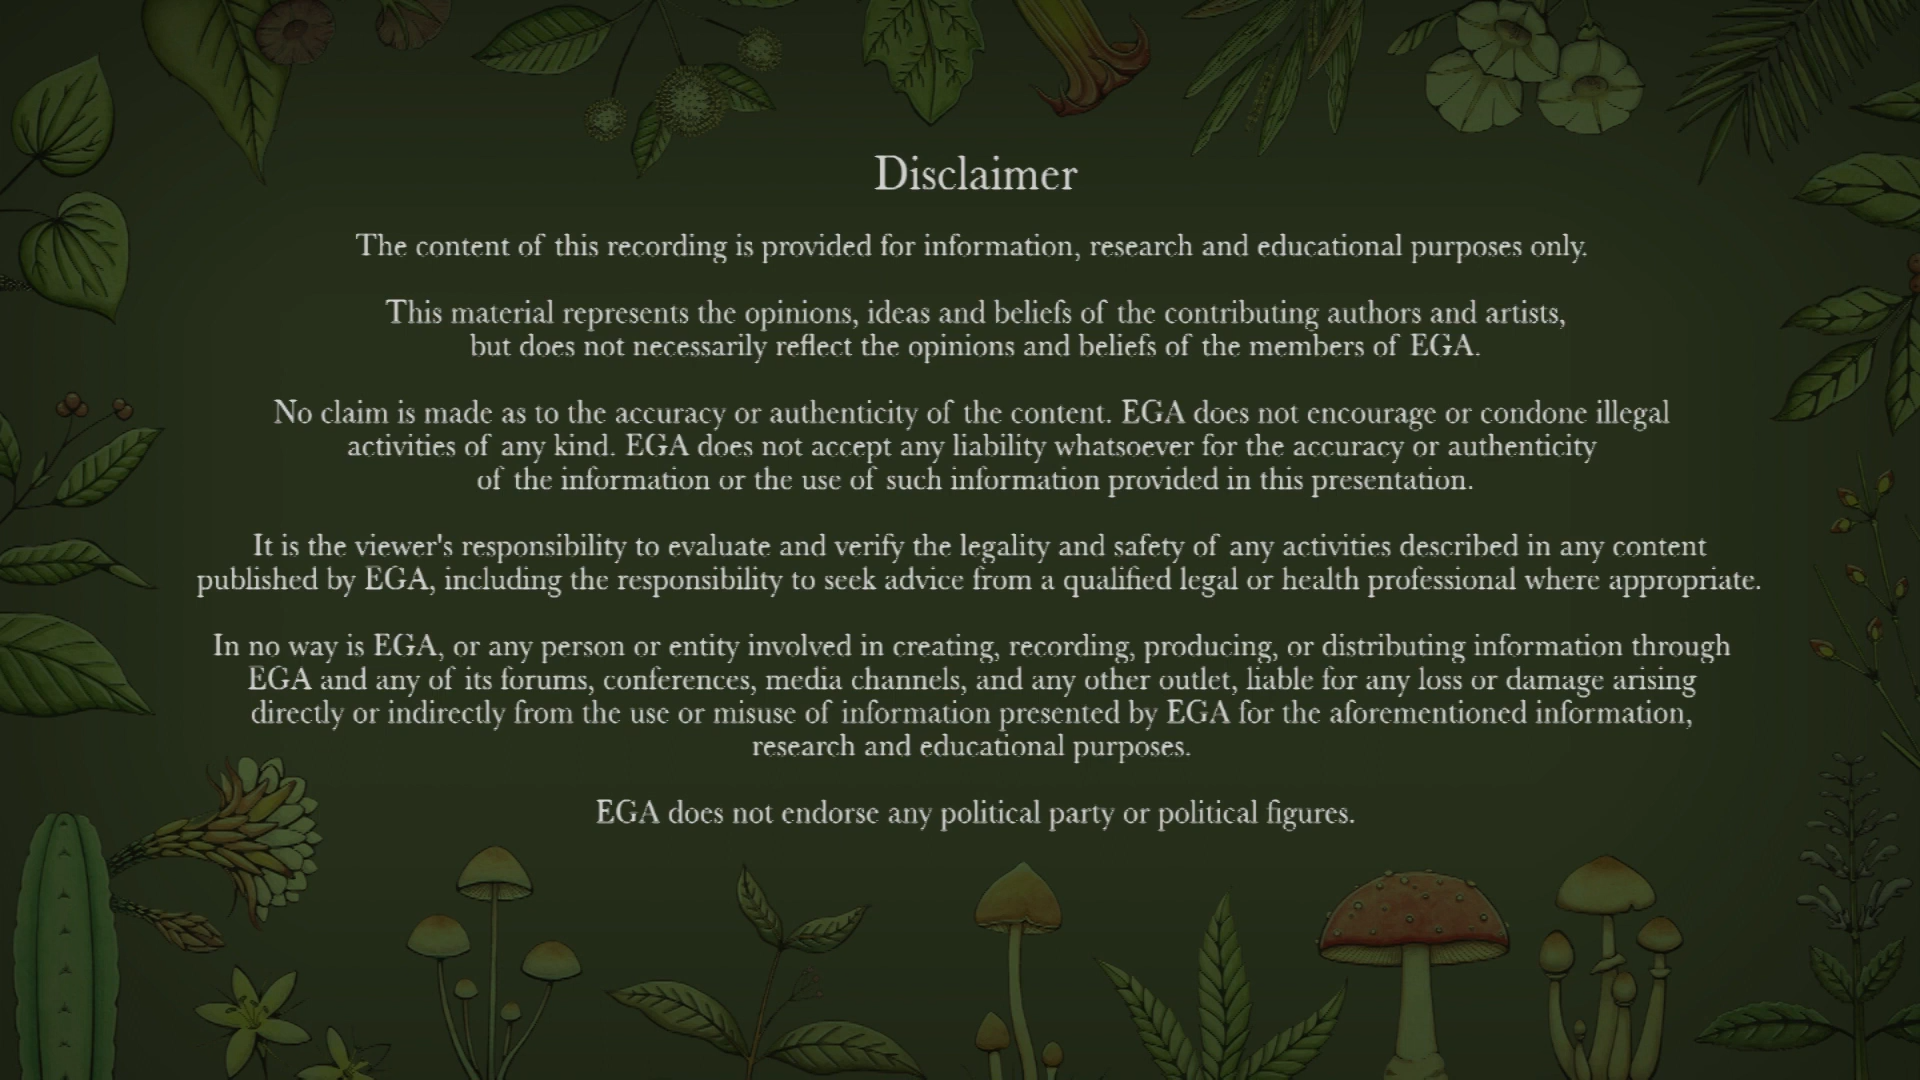 Disclaimer
The content of this recording is provided for information, research and educational purposes only.
This material represents the opinions, ideas and beliefs of the contributing authors and artists,
but does not necessarily reflect the opinions and beliefs of the members of EGA.
No claim is made as to the accuracy or authenticity of the content. EGA does not encourage or condone illegal
activities of any kind. EGA does not accept any liability whatsoever for the accuracy or authenticity
of the information or the use of such information provided in this presentation.
It is the viewer's responsibility to evaluate and verify the legality and safety of any activities described in any content
published by EGA, including the responsibility to seek advice from a qualified legal or health professional where appropriate.
In no way is EGA, or any person or entity involved in creating, recording, producing, or distributing information through
EGA and any of its forums, conferences, media channels, and any other outlet, liable for any loss or damage arising
directly or indirectly from the use or misuse of information presented by EGA for the aforementioned information,
research and educational purposes.
EGA does not endorse any political party or political figures.